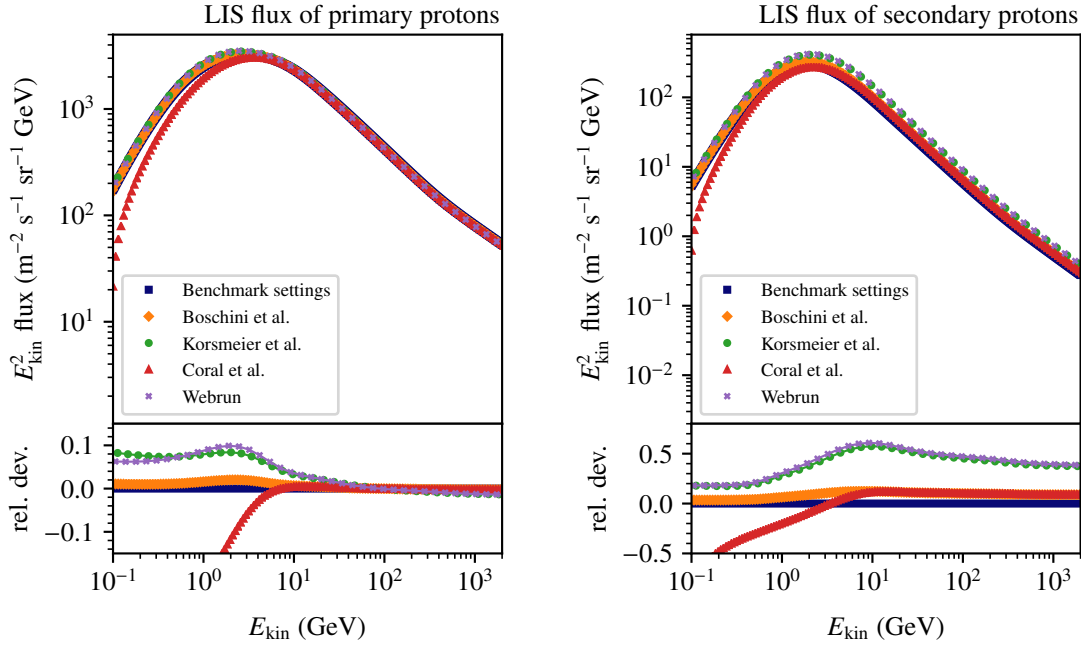 LIS flux of primary protons
E²kin flux (m⁻² s⁻¹ sr⁻¹ GeV)
10³
10²
10¹
Benchmark settings
Boschini et al.
Korsmeier et al.
Coral et al.
Webrun
rel. dev.
0.1
0.0
−0.1
10⁻¹ 10⁰ 10¹ 10² 10³
Ekin (GeV)
LIS flux of secondary protons
E²kin flux (m⁻² s⁻¹ sr⁻¹ GeV)
10²
10¹
10⁰
10⁻¹
10⁻²
Benchmark settings
Boschini et al.
Korsmeier et al.
Coral et al.
Webrun
rel. dev.
0.5
0.0
−0.5
10⁻¹ 10⁰ 10¹ 10² 10³
Ekin (GeV)